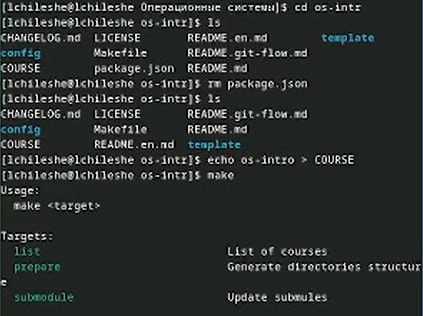 [lchileshe@lchileshe Операционные системы]$ cd os-intr
[lchileshe@lchileshe os-intr]$ ls
CHANGELOG.md  LICENSE       README.en.md        template
config        Makefile      README.git-flow.md
COURSE        package.json  README.md
[lchileshe@lchileshe os-intr]$ rm package.json
[lchileshe@lchileshe os-intr]$ ls
CHANGELOG.md  LICENSE       README.git-flow.md
config        Makefile      README.md
COURSE        README.en.md  template
[lchileshe@lchileshe os-intr]$ echo os-intro > COURSE
[lchileshe@lchileshe os-intr]$ make
Usage:
  make <target>
Targets:
  list                          List of courses
  prepare                       Generate directories structur
e
  submodule                     Update submules